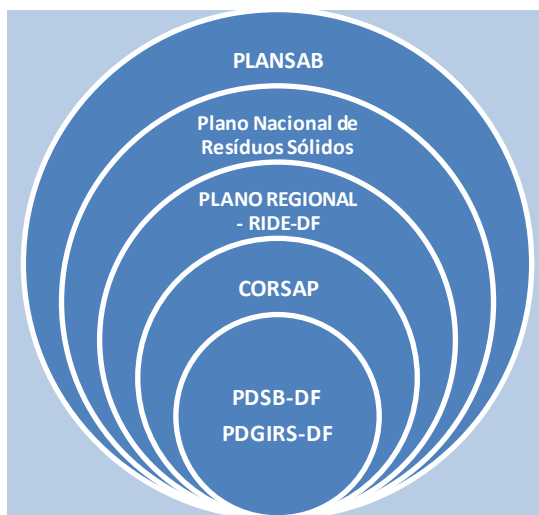 PLANSAB
Plano Nacional de
Resíduos Sólidos
PLANO REGIONAL
- RIDE-DF
CORSAP
PDSB-DF
PDGIRS-DF